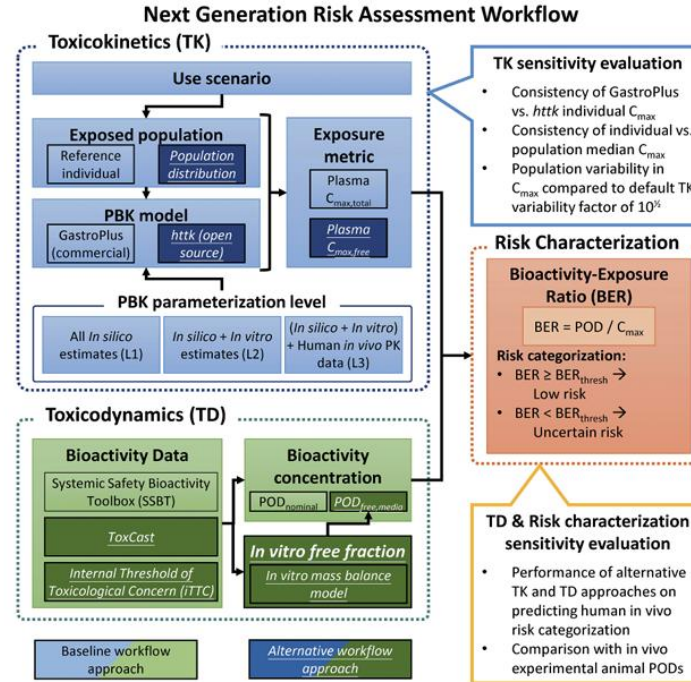 Next Generation Risk Assessment Workflow
Toxicokinetics (TK)
Use scenario
Exposed population
Reference
individual
Population
distribution
PBK model
GastroPlus
(commercial)
httk (open
source)
Exposure
metric
Plasma
Cmax,total
Plasma
Cmax,free
PBK parameterization level
All In silico
estimates (L1)
In silico + In vitro
estimates (L2)
(In silico + In vitro)
+ Human in vivo PK
data (L3)
Toxicodynamics (TD)
Bioactivity Data
Systemic Safety Bioactivity
Toolbox (SSBT)
ToxCast
Internal Threshold of
Toxicological Concern (iTTC)
Bioactivity
concentration
PODnominal
PODfree,media
In vitro free fraction
In vitro mass balance
model
Baseline workflow
approach
Alternative workflow
approach
TK sensitivity evaluation
• Consistency of GastroPlus
vs. httk individual Cmax
• Consistency of individual vs.
population median Cmax
• Population variability in
Cmax compared to default TK
variability factor of 10½
Risk Characterization
Bioactivity-Exposure
Ratio (BER)
BER = POD / Cmax
Risk categorization:
• BER ≥ BERthresh →
Low risk
• BER < BERthresh →
Uncertain risk
TD & Risk characterization
sensitivity evaluation
• Performance of alternative
TK and TD approaches on
predicting human in vivo
risk categorization
• Comparison with in vivo
experimental animal PODs